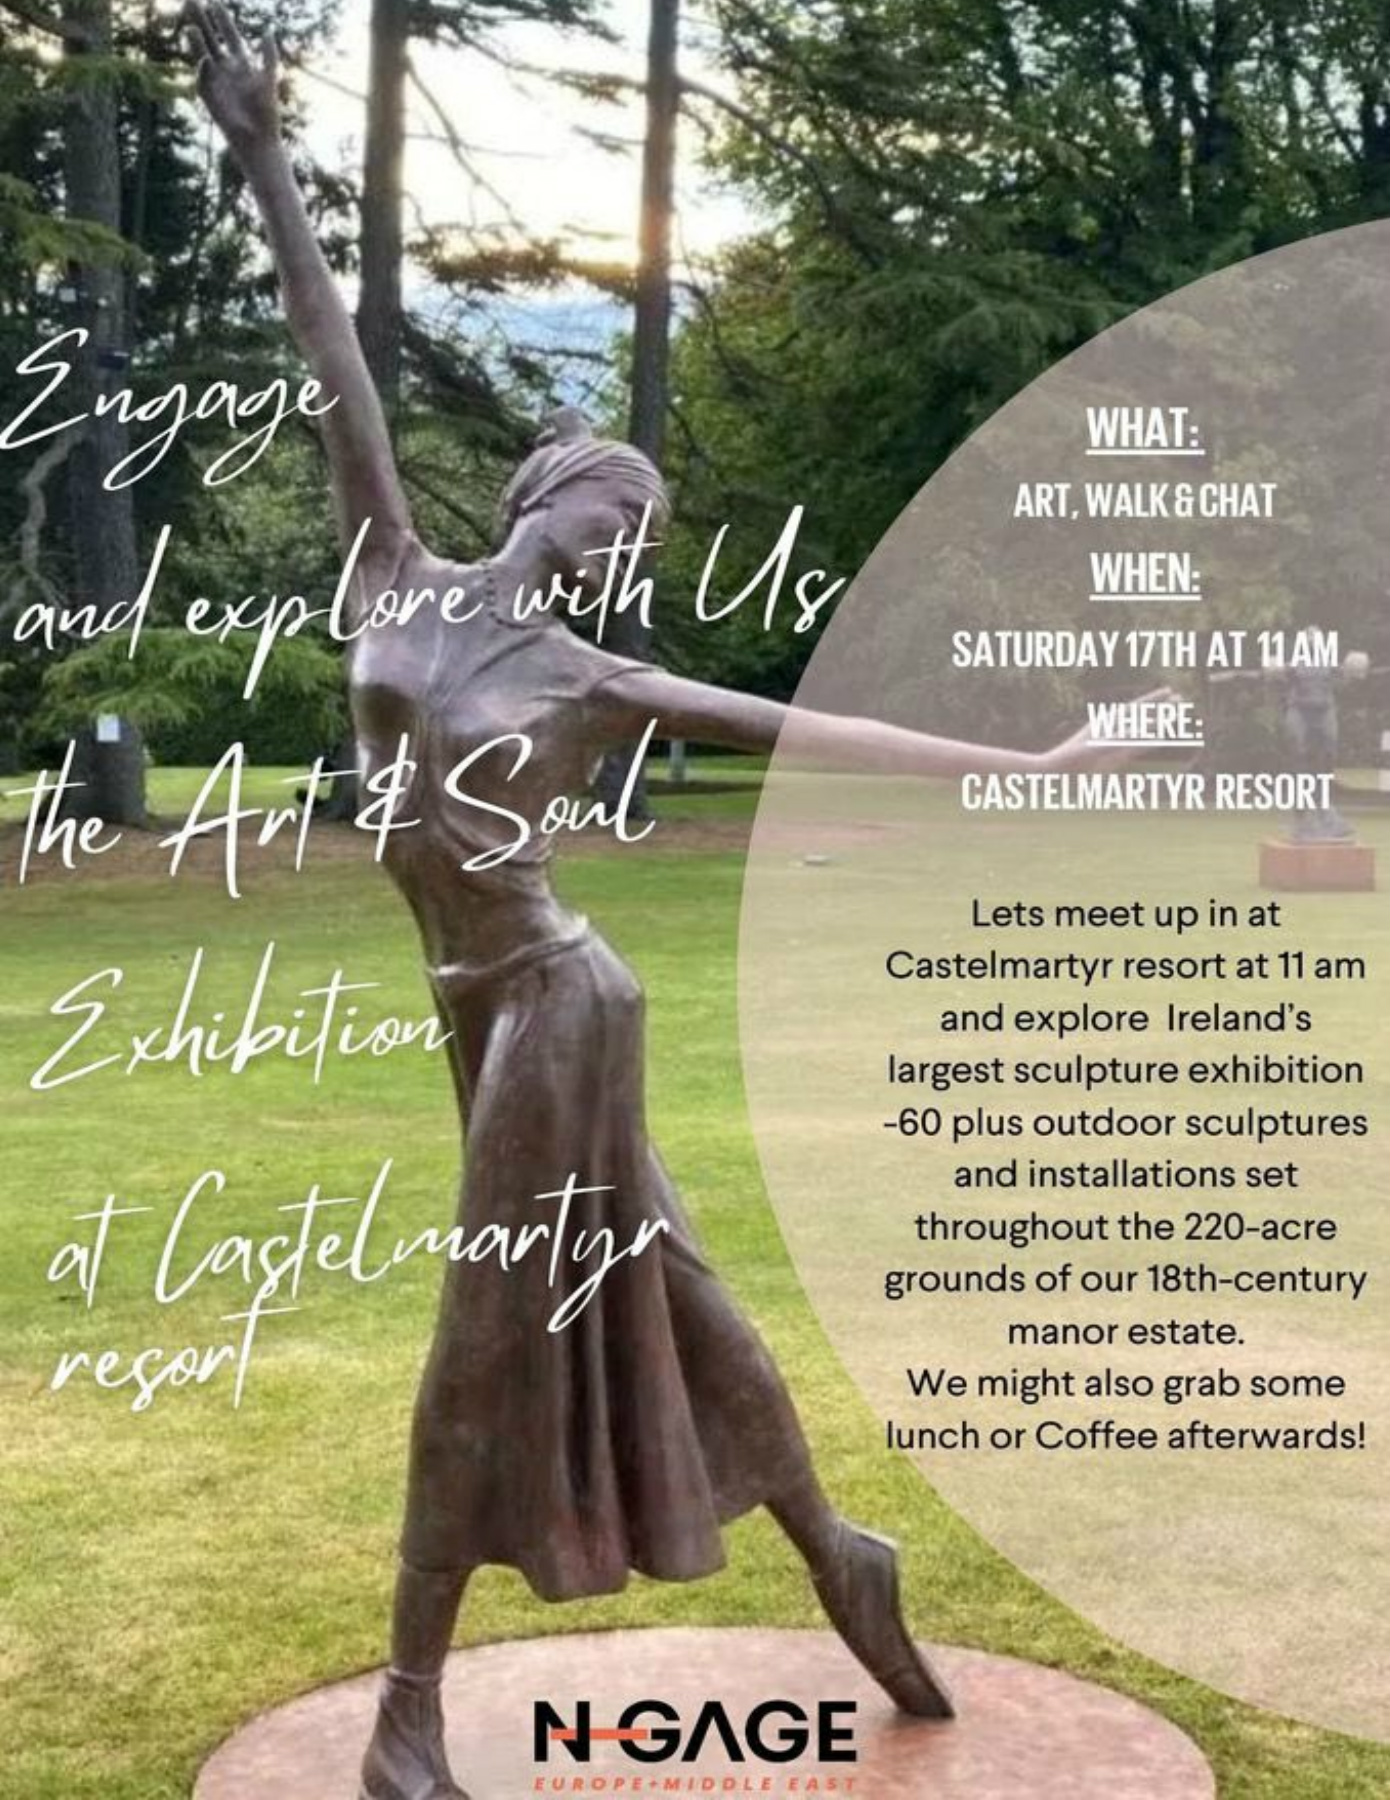 Engage
and explore with Us
the Art & Soul
Exhibition
at Castelmartyr
resort
WHAT:
ART, WALK & CHAT
WHEN:
SATURDAY 17TH AT 11 AM
WHERE:
CASTELMARTYR RESORT
Lets meet up in at
Castelmartyr resort at 11 am
and explore Ireland's
largest sculpture exhibition
-60 plus outdoor sculptures
and installations set
throughout the 220-acre
grounds of our 18th-century
manor estate.
We might also grab some
lunch or Coffee afterwards!
N-GAGE
EUROPE+MIDDLE EAST